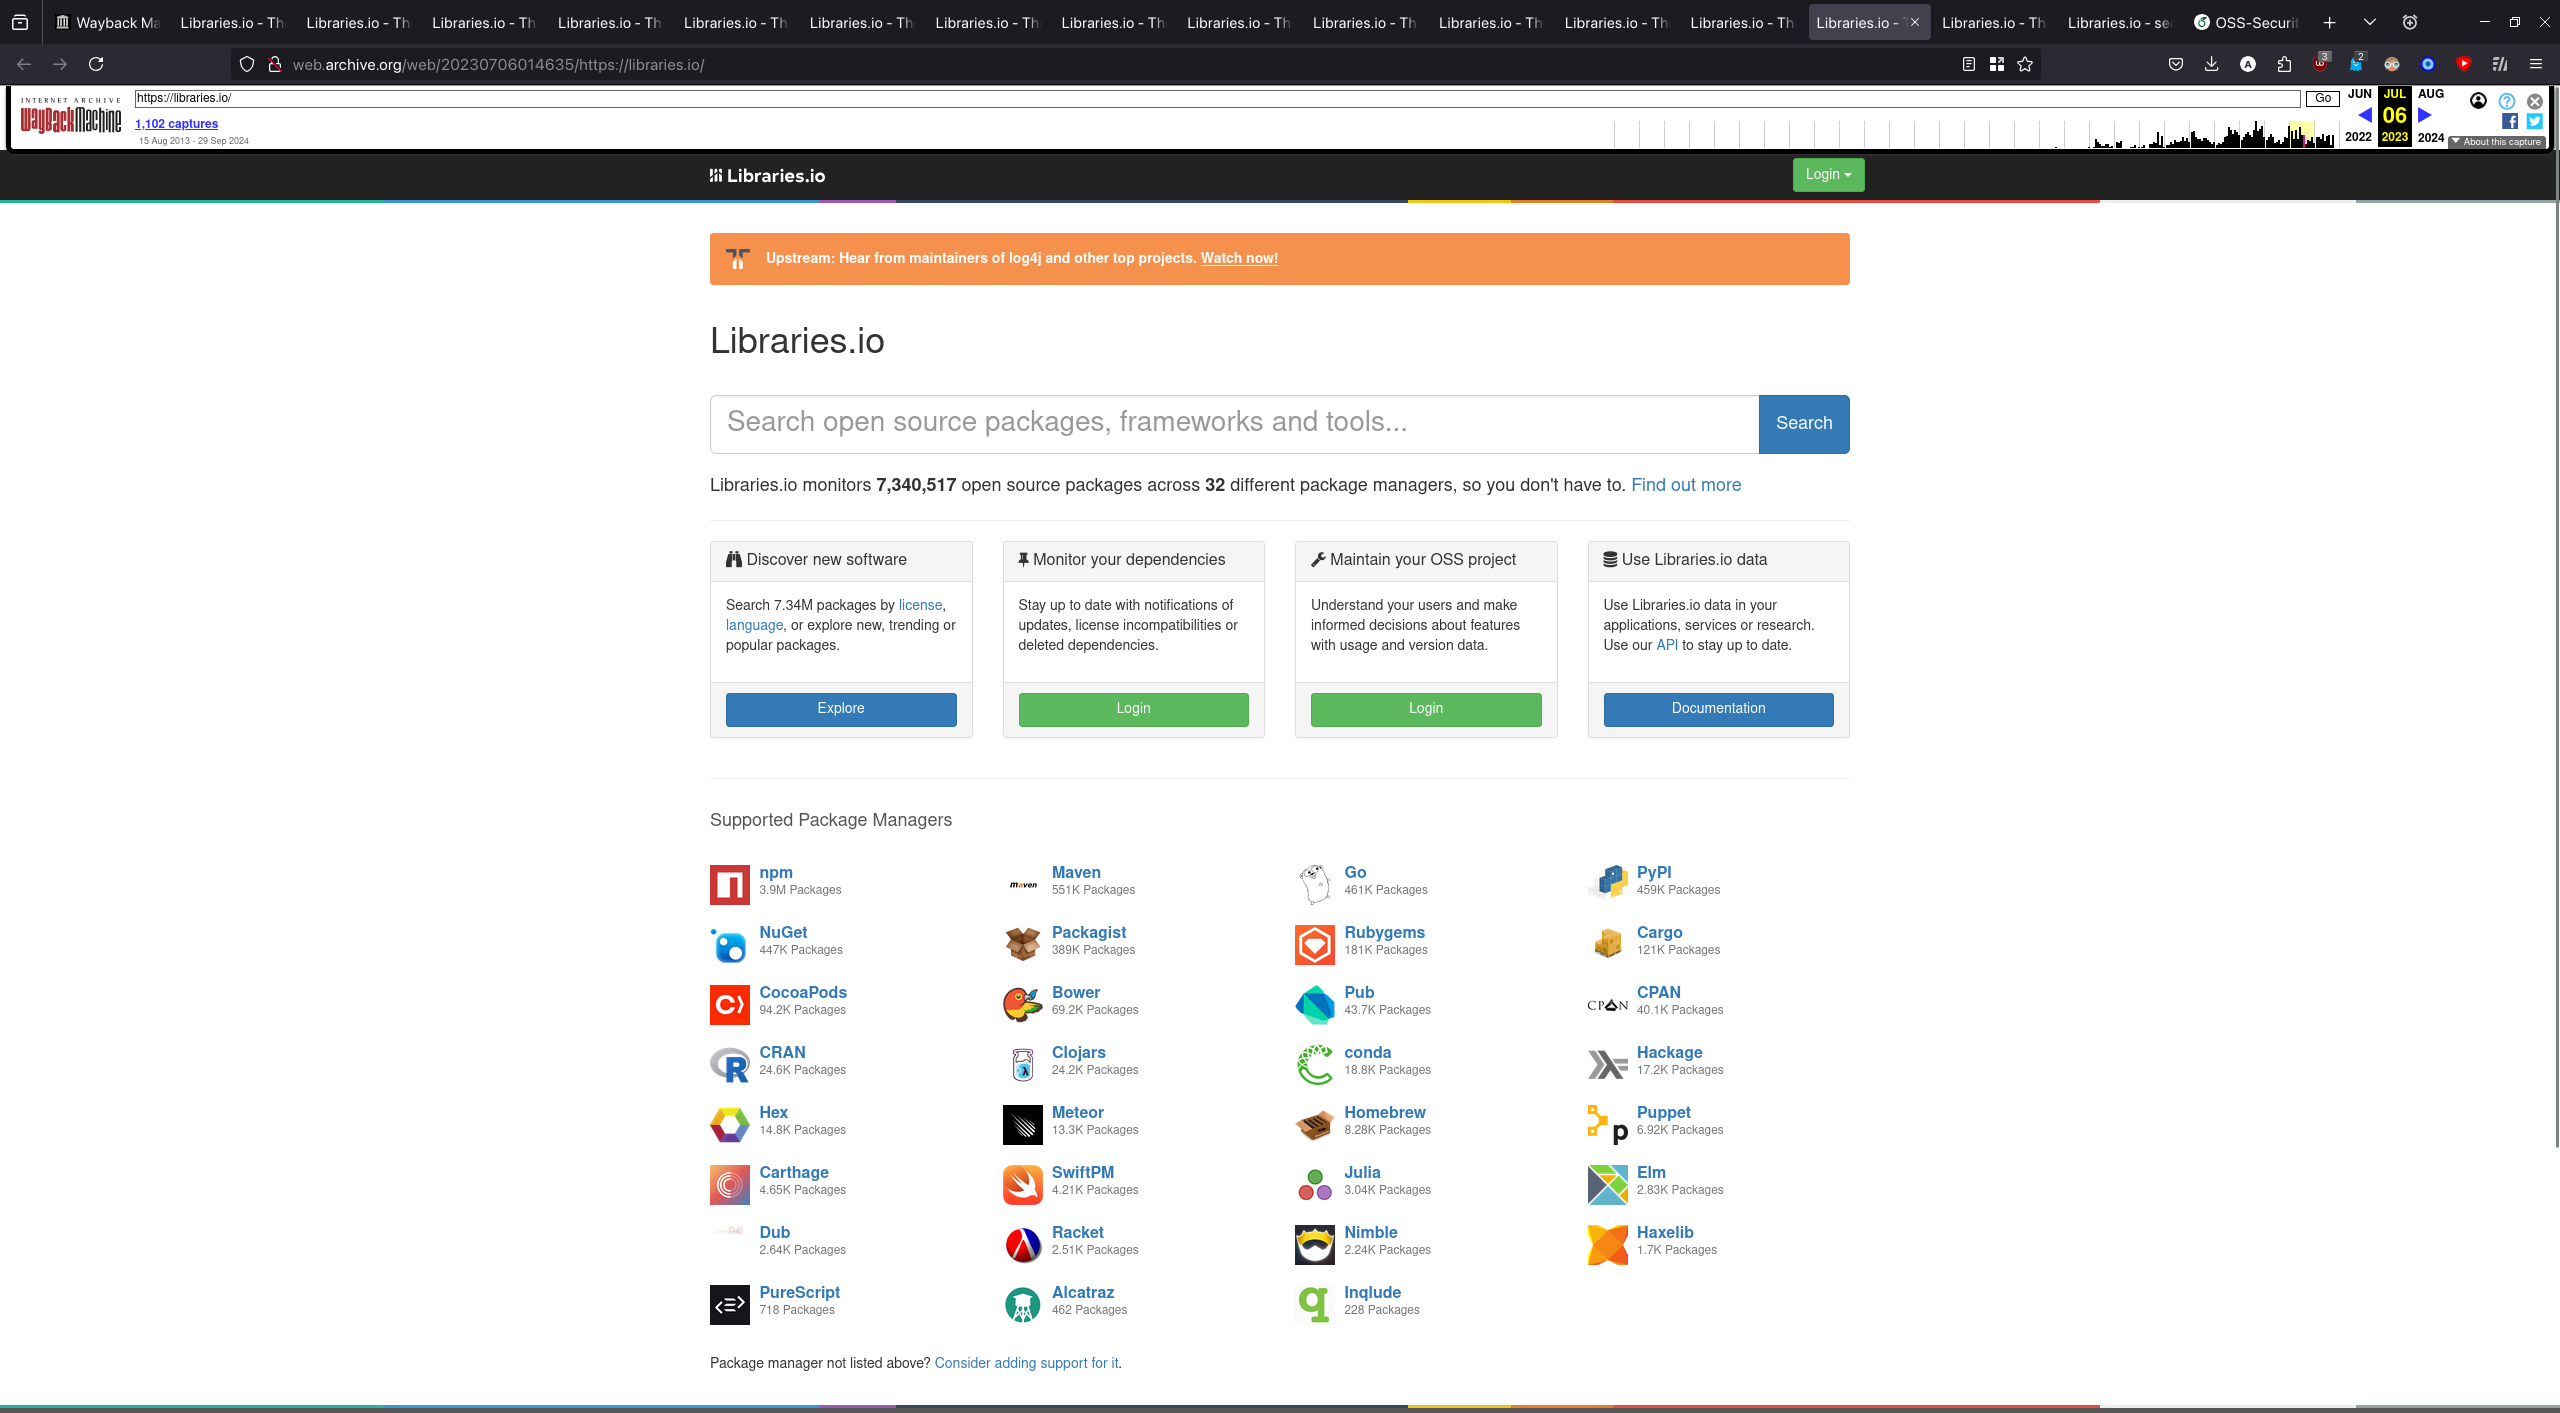 Wayback Ma
Libraries.io - Th
Libraries.io - Th
Libraries.io - Th
Libraries.io - Th
Libraries.io - Th
Libraries.io - Th
Libraries.io - Th
Libraries.io - Th
Libraries.io - Th
Libraries.io - Th
Libraries.io - Th
Libraries.io - Th
Libraries.io - Th
Libraries.io - T
Libraries.io - Th
Libraries.io - se
OSS-Securit
web.archive.org/web/20230706014635/https://libraries.io/
3
2
INTERNET ARCHIVE
WayBackMachine
https://libraries.io/
Go
JUN JUL AUG
1,102 captures
06
15 Aug 2013 - 29 Sep 2024
2022 2023 2024
About this capture
Libraries.io
Login
Upstream: Hear from maintainers of log4j and other top projects. Watch now!
Libraries.io
Search open source packages, frameworks and tools...
Search
Libraries.io monitors 7,340,517 open source packages across 32 different package managers, so you don't have to. Find out more
Discover new software
Search 7.34M packages by license,
language, or explore new, trending or
popular packages.
Explore
Monitor your dependencies
Stay up to date with notifications of
updates, license incompatibilities or
deleted dependencies.
Login
Maintain your OSS project
Understand your users and make
informed decisions about features
with usage and version data.
Login
Use Libraries.io data
Use Libraries.io data in your
applications, services or research.
Use our API to stay up to date.
Documentation
Supported Package Managers
npm
3.9M Packages
maven
Maven
551K Packages
Go
461K Packages
PyPI
459K Packages
NuGet
447K Packages
Packagist
389K Packages
Rubygems
181K Packages
Cargo
121K Packages
CocoaPods
94.2K Packages
Bower
69.2K Packages
Pub
43.7K Packages
CPAN
CPAN
40.1K Packages
CRAN
24.6K Packages
Clojars
24.2K Packages
conda
18.8K Packages
Hackage
17.2K Packages
Hex
14.8K Packages
Meteor
13.3K Packages
Homebrew
8.28K Packages
Puppet
6.92K Packages
Carthage
4.65K Packages
SwiftPM
4.21K Packages
Julia
3.04K Packages
Elm
2.83K Packages
Dub
2.64K Packages
Racket
2.51K Packages
Nimble
2.24K Packages
Haxelib
1.7K Packages
PureScript
718 Packages
Alcatraz
462 Packages
Inqlude
228 Packages
Package manager not listed above? Consider adding support for it.